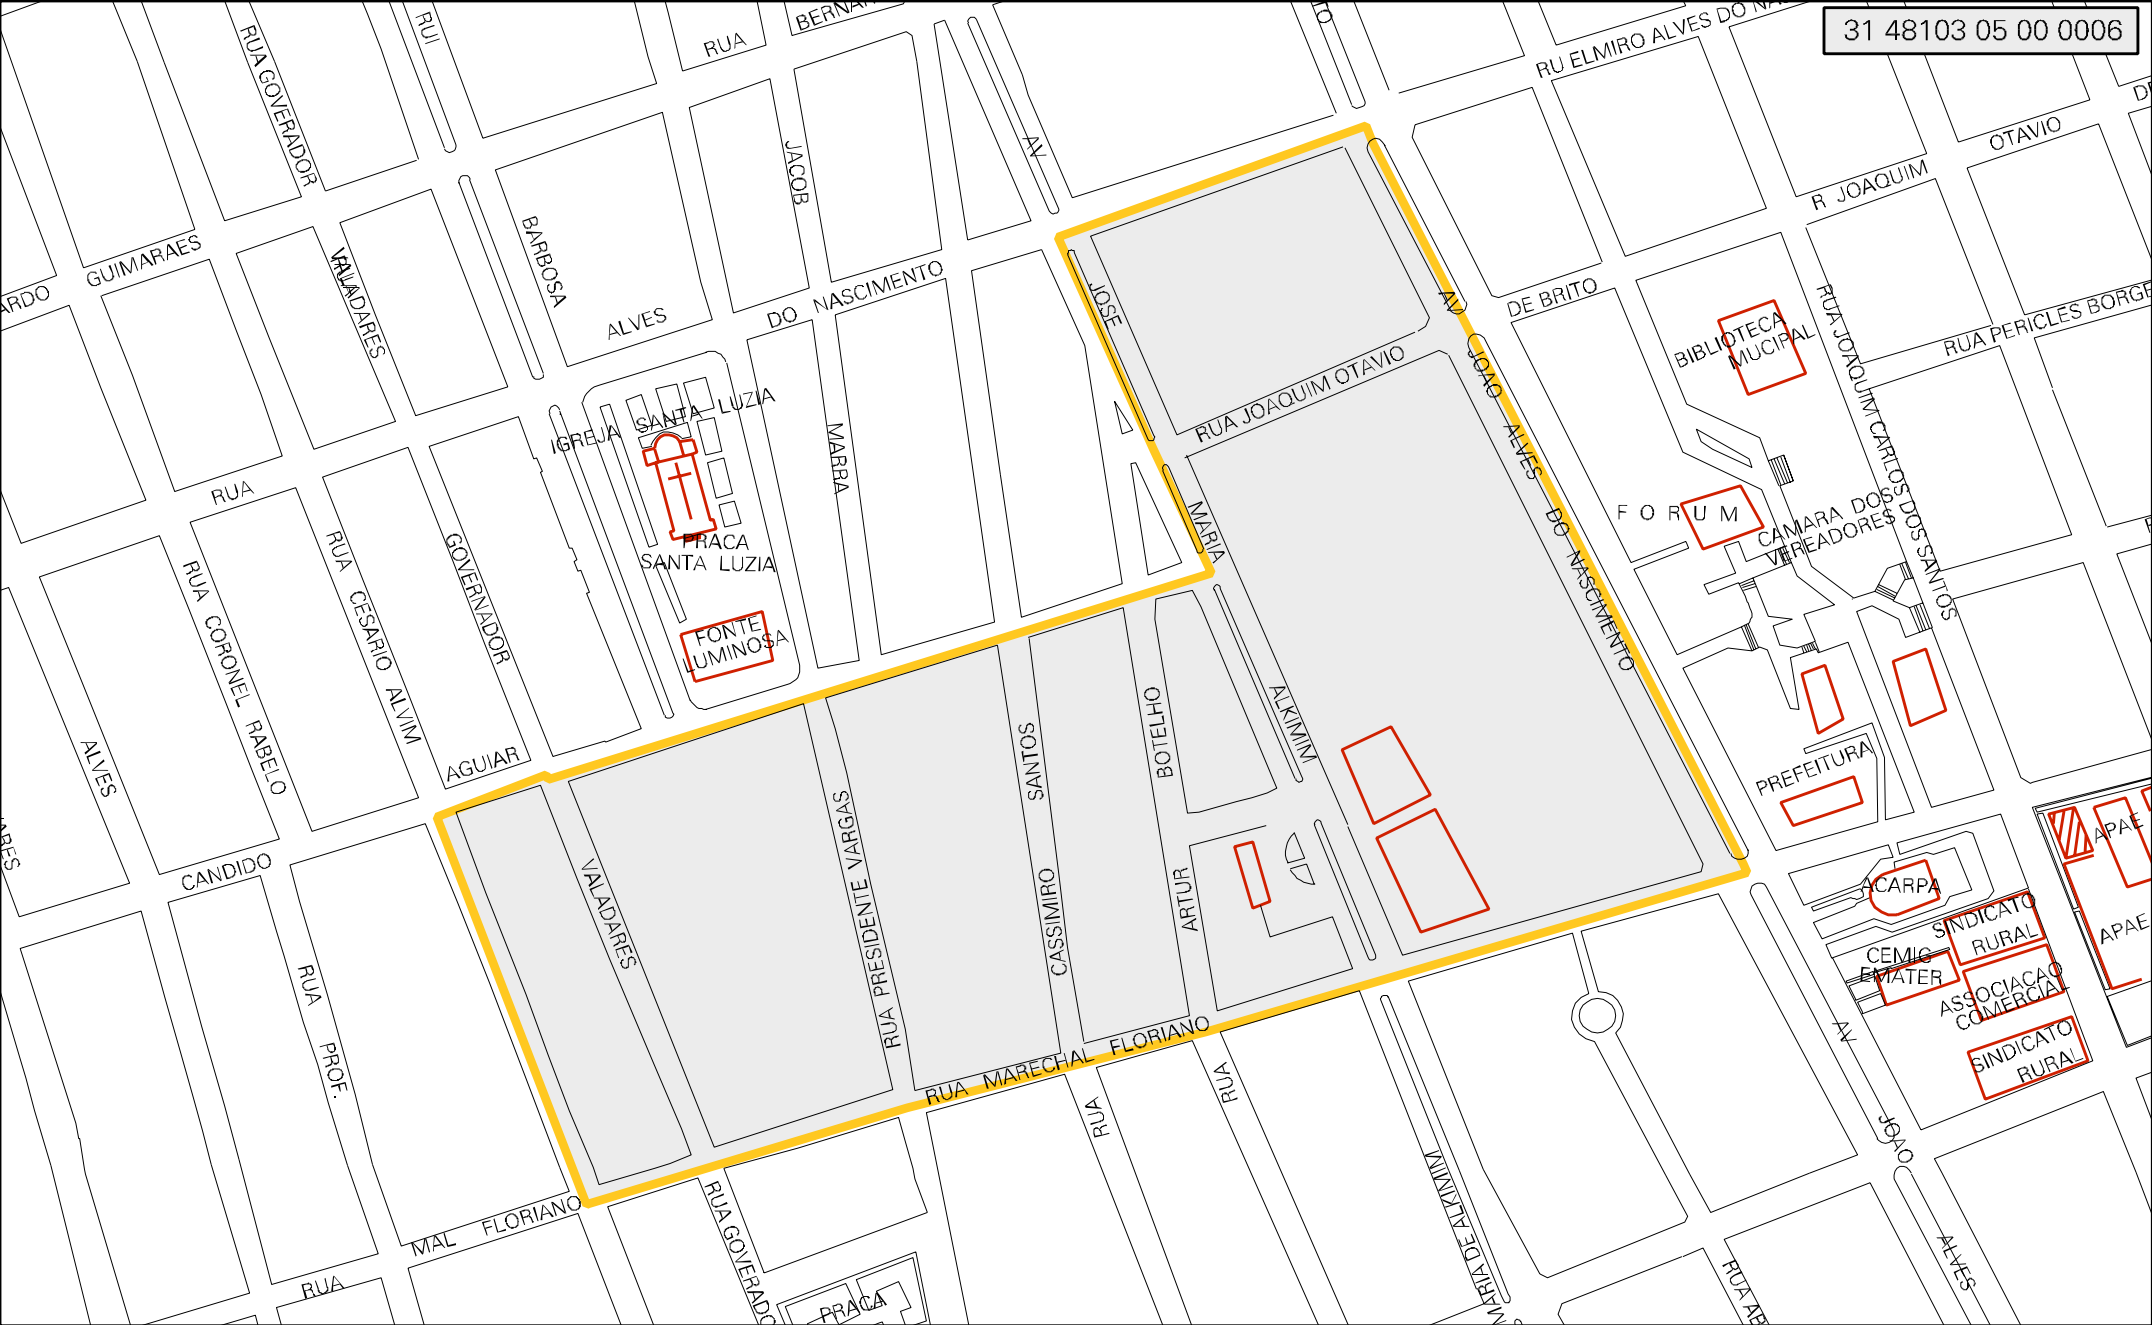 31 48103 05 00 0006
RUA GOVERADOR
RUI
RUA
AV
RU ELMIRO ALVES DO
JACOB
OTAVIO
R JOAQUIM
GUIMARAES
VALADARES
BARBOSA
ALVES
DO NASCIMENTO
JOSE
AV
DE BRITO
RUA PERICLES BORGE
BIBLIOTECA
MUCIPAL
RUA JOAQUIM CARLOS DOS SANTOS
RUA JOAQUIM OTAVIO
JOAO
ALVES
DO
NASCIMENTO
IGREJA SANTA LUZIA
MARRA
RUA
MARIA
F O R U M
CAMARA DOS
VEREADORES
PRACA
SANTA LUZIA
RUA CORONEL RABELO
RUA CESARIO ALVIM
GOVERNADOR
FONTE
LUMINOSA
ALVES
AGUIAR
SANTOS
BOTELHO
ALKIMIM
PREFEITURA
CANDIDO
VALADARES
RUA PRESIDENTE VARGAS
CASSIMIRO
ARTUR
APAE
ACARPA
SINDICATO
RURAL
APAE
CEMIG
EMATER
ASSOCIACAO
COMERCIAL
SINDICATO
RURAL
RUA PROF.
RUA MARECHAL FLORIANO
RUA
RUA
AV
JOAO
ALVES
MAL FLORIANO
RUA
RUA GOVERADO
MARIA DE ALKIMIM
PRACA